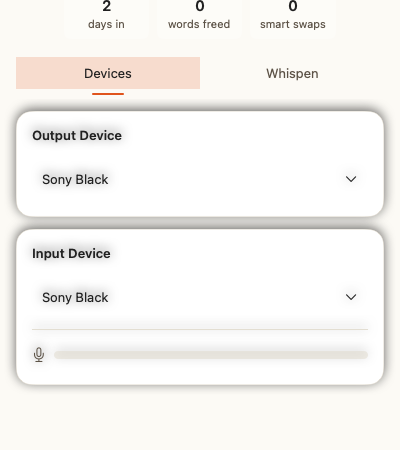 2 0 0
days in words freed smart swaps
Devices Whispen
Output Device
Sony Black
Input Device
Sony Black